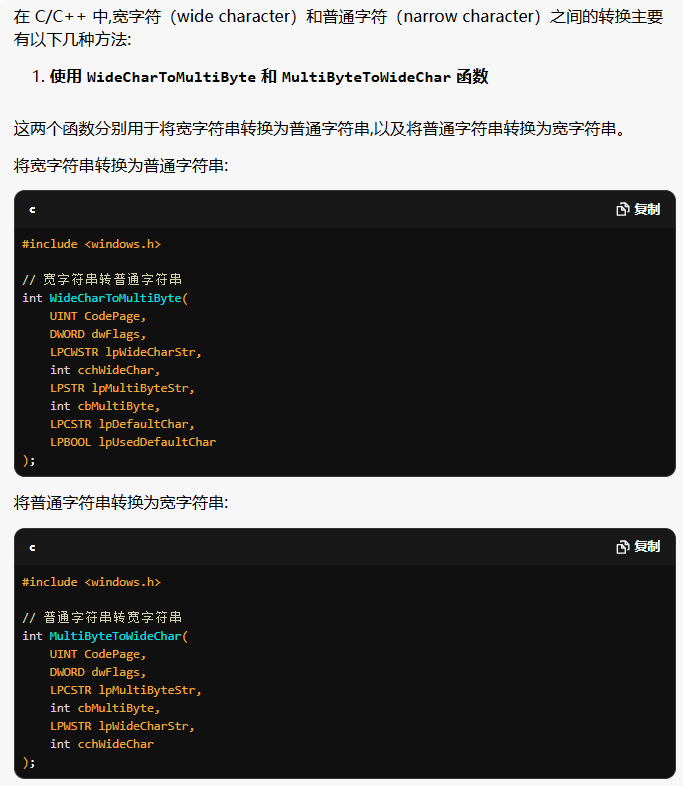 在 C/C++ 中,宽字符（wide character）和普通字符（narrow character）之间的转换主要
有以下几种方法:
1. 使用 WideCharToMultiByte 和 MultiByteToWideChar 函数
这两个函数分别用于将宽字符串转换为普通字符串,以及将普通字符串转换为宽字符串。
将宽字符串转换为普通字符串:
c 复制
#include <windows.h>
// 宽字符串转普通字符串
int WideCharToMultiByte(
UINT CodePage,
DWORD dwFlags,
LPCWSTR lpWideCharStr,
int cchWideChar,
LPSTR lpMultiByteStr,
int cbMultiByte,
LPCSTR lpDefaultChar,
LPBOOL lpUsedDefaultChar
);
将普通字符串转换为宽字符串:
c 复制
#include <windows.h>
// 普通字符串转宽字符串
int MultiByteToWideChar(
UINT CodePage,
DWORD dwFlags,
LPCSTR lpMultiByteStr,
int cbMultiByte,
LPWSTR lpWideCharStr,
int cchWideChar
);